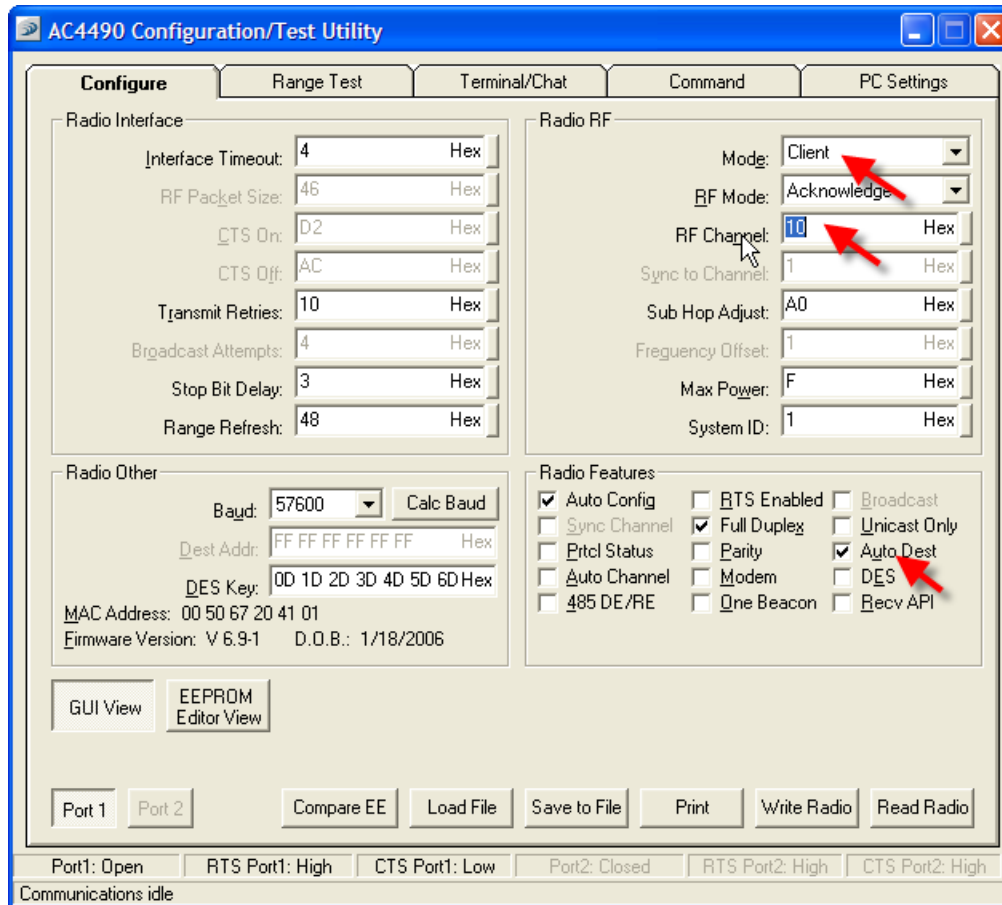 AC4490 Configuration/Test Utility
Configure
Range Test
Terminal/Chat
Command
PC Settings
Radio Interface
Interface Timeout: 4 Hex
RF Packet Size: 46 Hex
CTS On: D2 Hex
CTS Off: AC Hex
Transmit Retries: 10 Hex
Broadcast Attempts: 4 Hex
Stop Bit Delay: 3 Hex
Range Refresh: 48 Hex
Radio RF
Mode: Client
RF Mode: Acknowledge
RF Channel: 10 Hex
Sync to Channel: 1 Hex
Sub Hop Adjust: A0 Hex
Freguency Offset: 1 Hex
Max Power: F Hex
System ID: 1 Hex
Radio Other
Baud: 57600 Calc Baud
Dest Addr: FF FF FF FF FF FF Hex
DES Key: 0D 1D 2D 3D 4D 5D 6D Hex
MAC Address: 00 50 67 20 41 01
Firmware Version: V 6.9-1 D.O.B.: 1/18/2006
Radio Features
Auto Config RTS Enabled Broadcast
Sync Channel Full Duplex Unicast Only
Prtcl Status Parity Auto Dest
Auto Channel Modem DES
485 DE/RE One Beacon Recv API
GUI View
EEPROM
Editor View
Port 1 Port 2 Compare EE Load File Save to File Print Write Radio Read Radio
Port1: Open RTS Port1: High CTS Port1: Low Port2: Closed RTS Port2: High CTS Port2: High
Communications idle